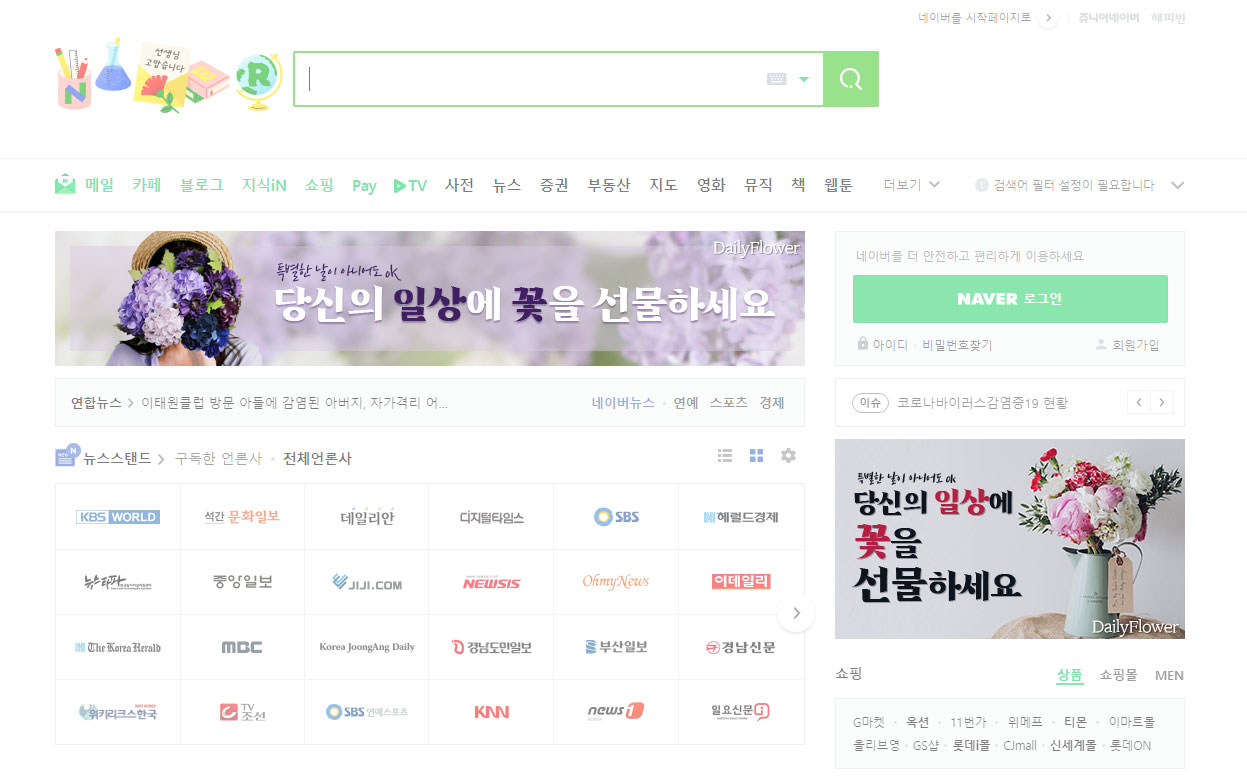 네이버를 시작페이지로 쥬니어네이버 해피빈
N 선생님 고맙습니다 R
메일 카페 블로그 지식iN 쇼핑 Pay TV 사전 뉴스 증권 부동산 지도 영화 뮤직 책 웹툰 더보기 검색어 필터 설정이 필요합니다
DailyFlower
특별한 날이 아니어도 ok
당신의 일상에 꽃을 선물하세요
네이버를 더 안전하고 편리하게 이용하세요
NAVER 로그인
아이디 · 비밀번호찾기 회원가입
연합뉴스 이태원클럽 방문 아들에 감염된 아버지, 자가격리 어... 네이버뉴스 · 연예 스포츠 경제
이슈 코로나바이러스감염증19 현황
N 뉴스스탠드 구독한 언론사 · 전체언론사
KBS WORLD 석간 문화일보 데일리안 디지털타임스 SBS 헤럴드경제
뉴스타파 중앙일보 JIJI.COM NEWSIS OhmyNews 이데일리
The Korea Herald MBC Korea JoongAng Daily 경남도민일보 부산일보 경남신문
위키리크스한국 TV조선 SBS 연예스포츠 KNN news1 KOREA 일요신문
특별한 날이 아니어도 ok
당신의 일상에
꽃을
선물하세요
DailyFlower
쇼핑 상품 쇼핑몰 MEN
G마켓 · 옥션 · 11번가 · 위메프 · 티몬 · 이마트몰
올리브영 · GS샵 · 롯데i몰 · CJmall · 신세계몰 · 롯데ON